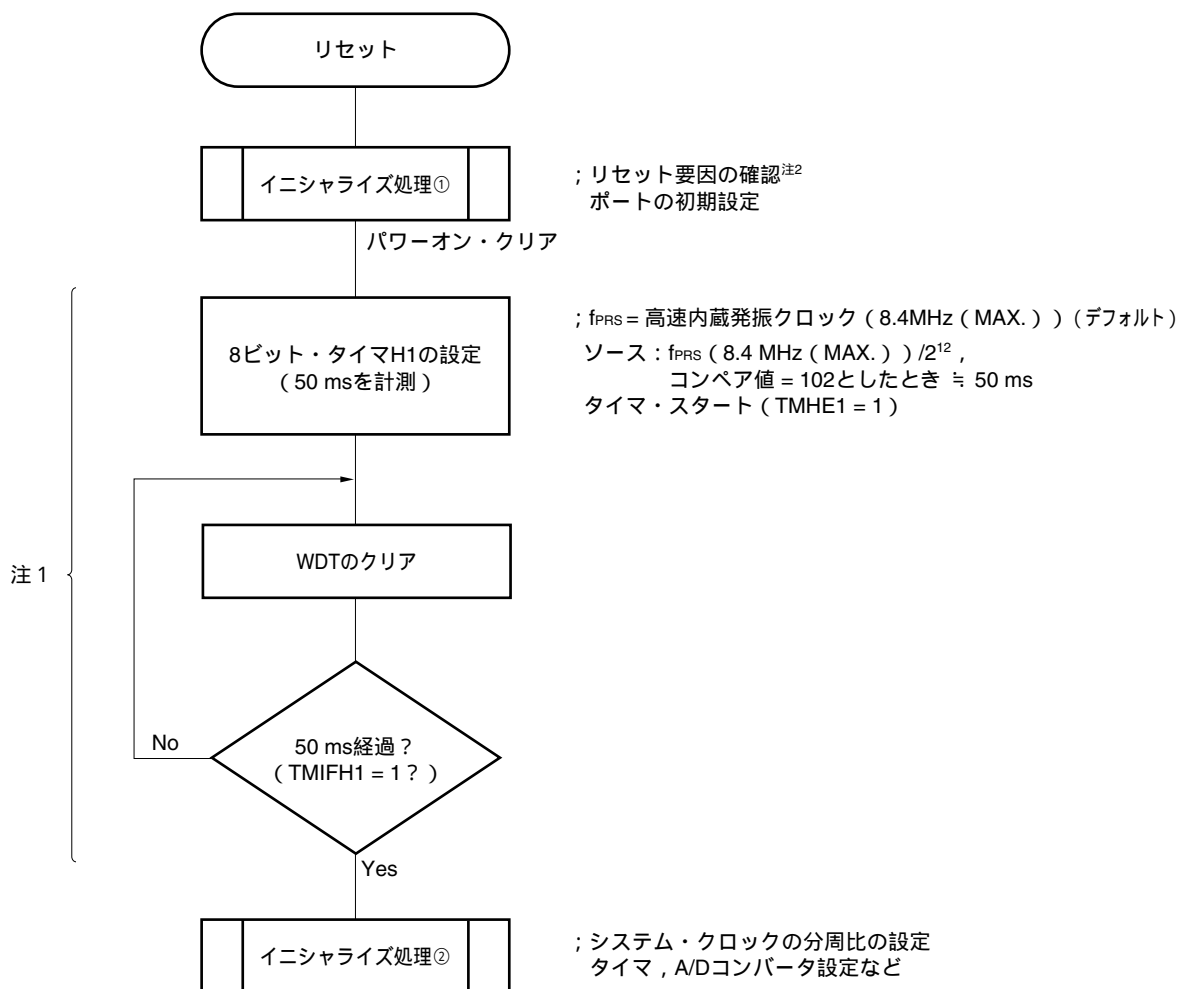 リセット
イニシャライズ処理①
；リセット要因の確認注2
ポートの初期設定
パワーオン・クリア
8ビット・タイマH1の設定
（50 msを計測）
；fPRS = 高速内蔵発振クロック（8.4MHz（MAX.））（デフォルト）
ソース：fPRS（8.4 MHz（MAX.））/2¹²，
コンペア値 = 102としたとき ≒ 50 ms
タイマ・スタート（TMHE1 = 1）
WDTのクリア
注1
No
50 ms経過？
（TMIFH1 = 1？）
Yes
イニシャライズ処理②
；システム・クロックの分周比の設定
タイマ，A/Dコンバータ設定など